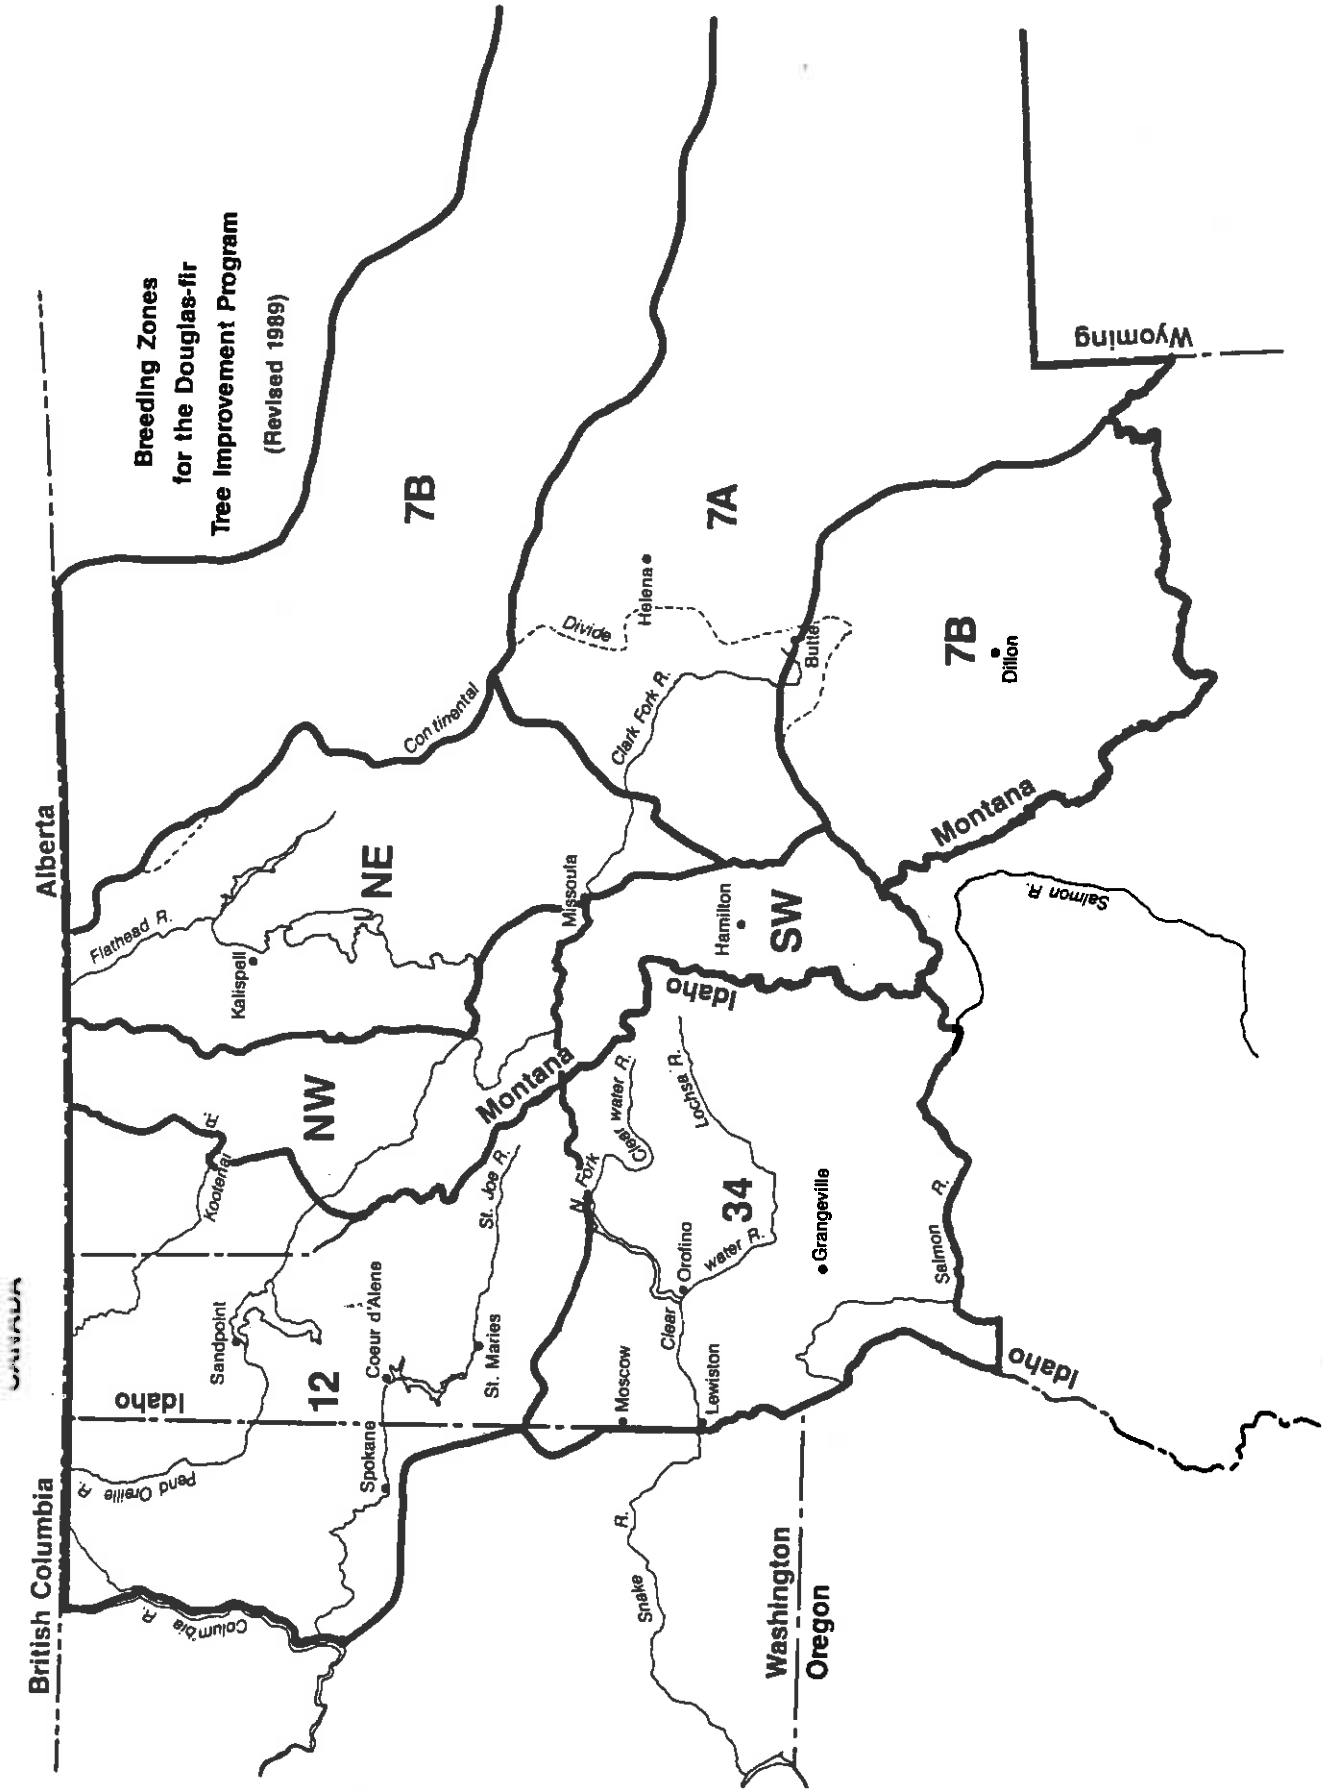 CANADA
British Columbia
Alberta
Breeding Zones
for the Douglas-fir
Tree Improvement Program
(Revised 1989)
Columbia
R.
Pend Oreille R.
Idaho
Sandpoint
Kootenai
R.
Flathead R.
Kalispell
NW
NE
12
Spokane
Coeur d'Alene
St. Maries
St. Joe R.
Continental
7B
Montana
Missoula
N. Fork
Clear water R.
Divide
Helena
Clark Fork R.
7A
Moscow
Snake
R.
Clear
water R.
Orofino
Lewiston
34
Lochsa R.
Idaho
Hamilton
SW
Butte
Washington
Oregon
Grangeville
Salmon
R.
Montana
7B
Dillon
Salmon R.
Idaho
Wyoming